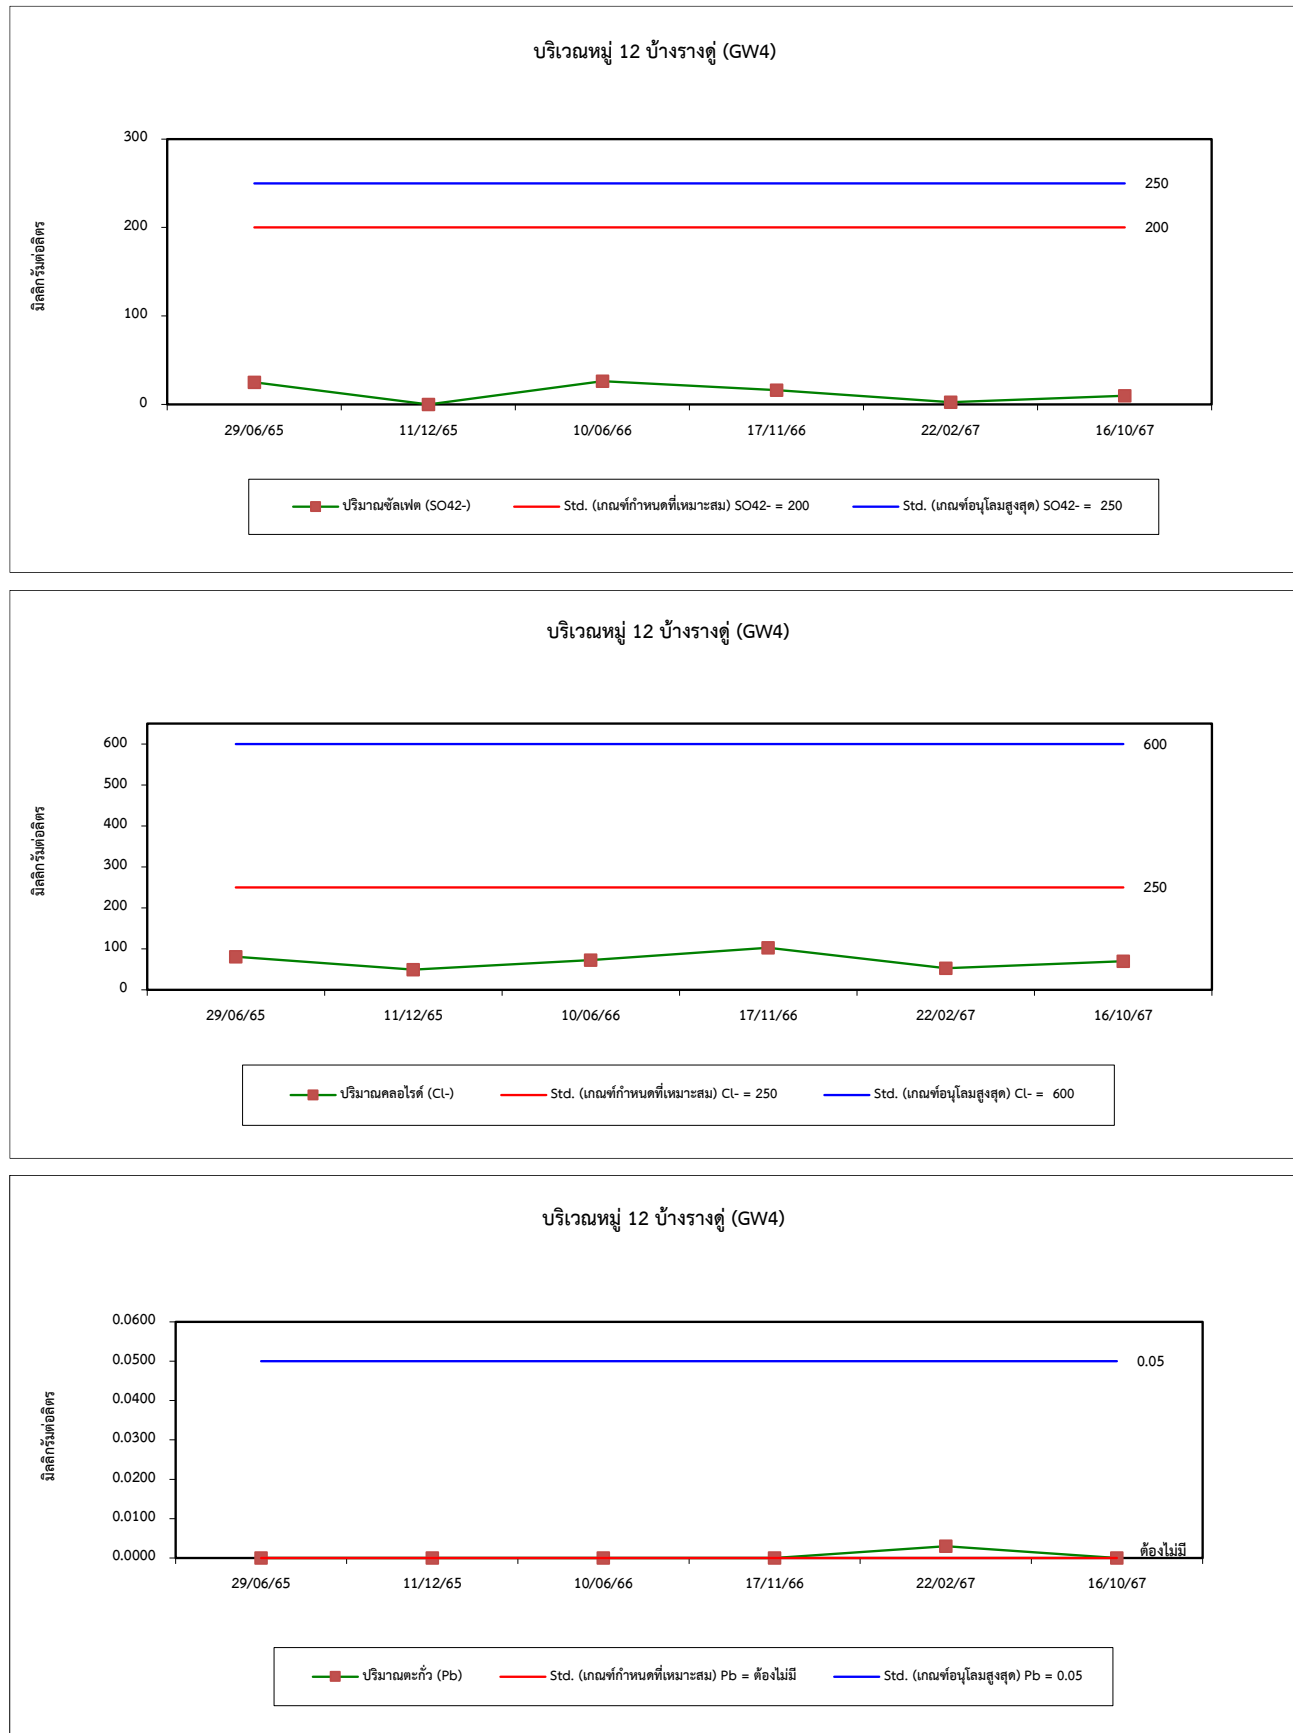 บริเวณหมู่ 12 บ้างรางดู่ (GW4)
300
200
100
0
มิลลิกรัมต่อลิตร
250
200
29/06/65 11/12/65 10/06/66 17/11/66 22/02/67 16/10/67
ปริมาณซัลเฟต (SO42-) Std. (เกณฑ์กำหนดที่เหมาะสม) SO42- = 200 Std. (เกณฑ์อนุโลมสูงสุด) SO42- = 250
บริเวณหมู่ 12 บ้างรางดู่ (GW4)
600
500
400
300
200
100
0
มิลลิกรัมต่อลิตร
600
250
29/06/65 11/12/65 10/06/66 17/11/66 22/02/67 16/10/67
ปริมาณคลอไรด์ (Cl-) Std. (เกณฑ์กำหนดที่เหมาะสม) Cl- = 250 Std. (เกณฑ์อนุโลมสูงสุด) Cl- = 600
บริเวณหมู่ 12 บ้างรางดู่ (GW4)
0.0600
0.0500
0.0400
0.0300
0.0200
0.0100
0.0000
มิลลิกรัมต่อลิตร
0.05
ต้องไม่มี
29/06/65 11/12/65 10/06/66 17/11/66 22/02/67 16/10/67
ปริมาณตะกั่ว (Pb) Std. (เกณฑ์กำหนดที่เหมาะสม) Pb = ต้องไม่มี Std. (เกณฑ์อนุโลมสูงสุด) Pb = 0.05